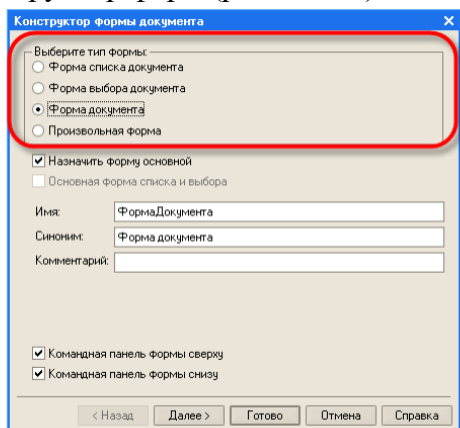 Конструктор формы документа
Выберите тип формы:
Форма списка документа
Форма выбора документа
Форма документа
Произвольная форма
Назначить форму основной
Основная форма списка и выбора
Имя: ФормаДокумента
Синоним: Форма документа
Комментарий:
Командная панель формы сверху
Командная панель формы снизу
< Назад Далее > Готово Отмена Справка